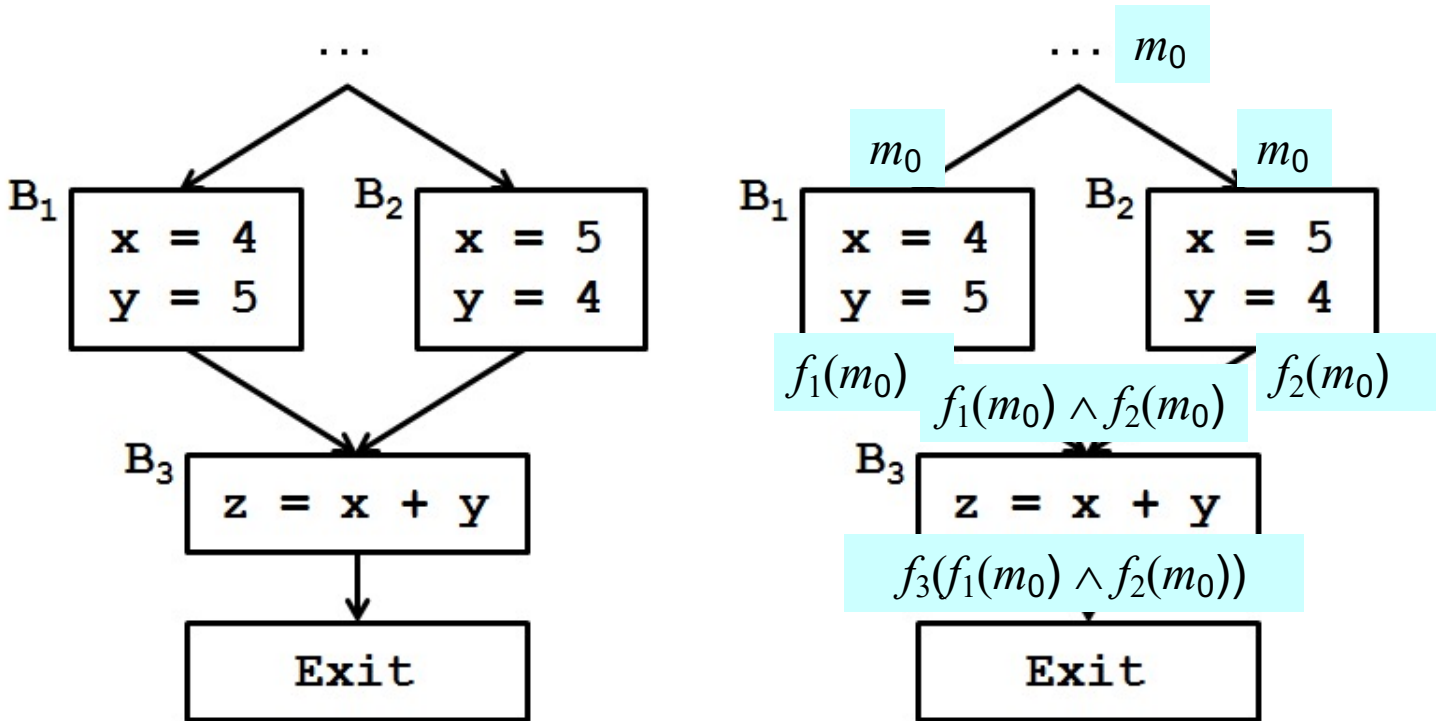 ...
B₁
x = 4
y = 5
B₂
x = 5
y = 4
B₃
z = x + y
Exit
... m₀
m₀
m₀
B₁
x = 4
y = 5
B₂
x = 5
y = 4
f₁(m₀)
f₂(m₀)
f₁(m₀) ∧ f₂(m₀)
B₃
z = x + y
f₃(f₁(m₀) ∧ f₂(m₀))
Exit